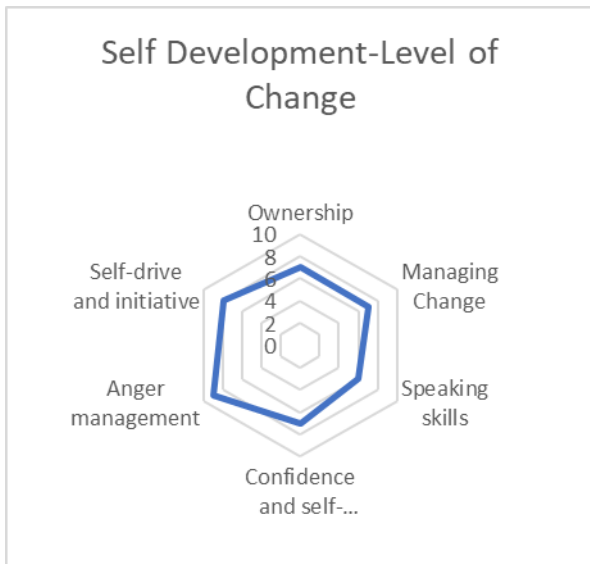 Self Development-Level of
Change
Ownership
10
8
6
4
2
0
Managing
Change
Speaking
skills
Confidence
and self-...
Anger
management
Self-drive
and initiative